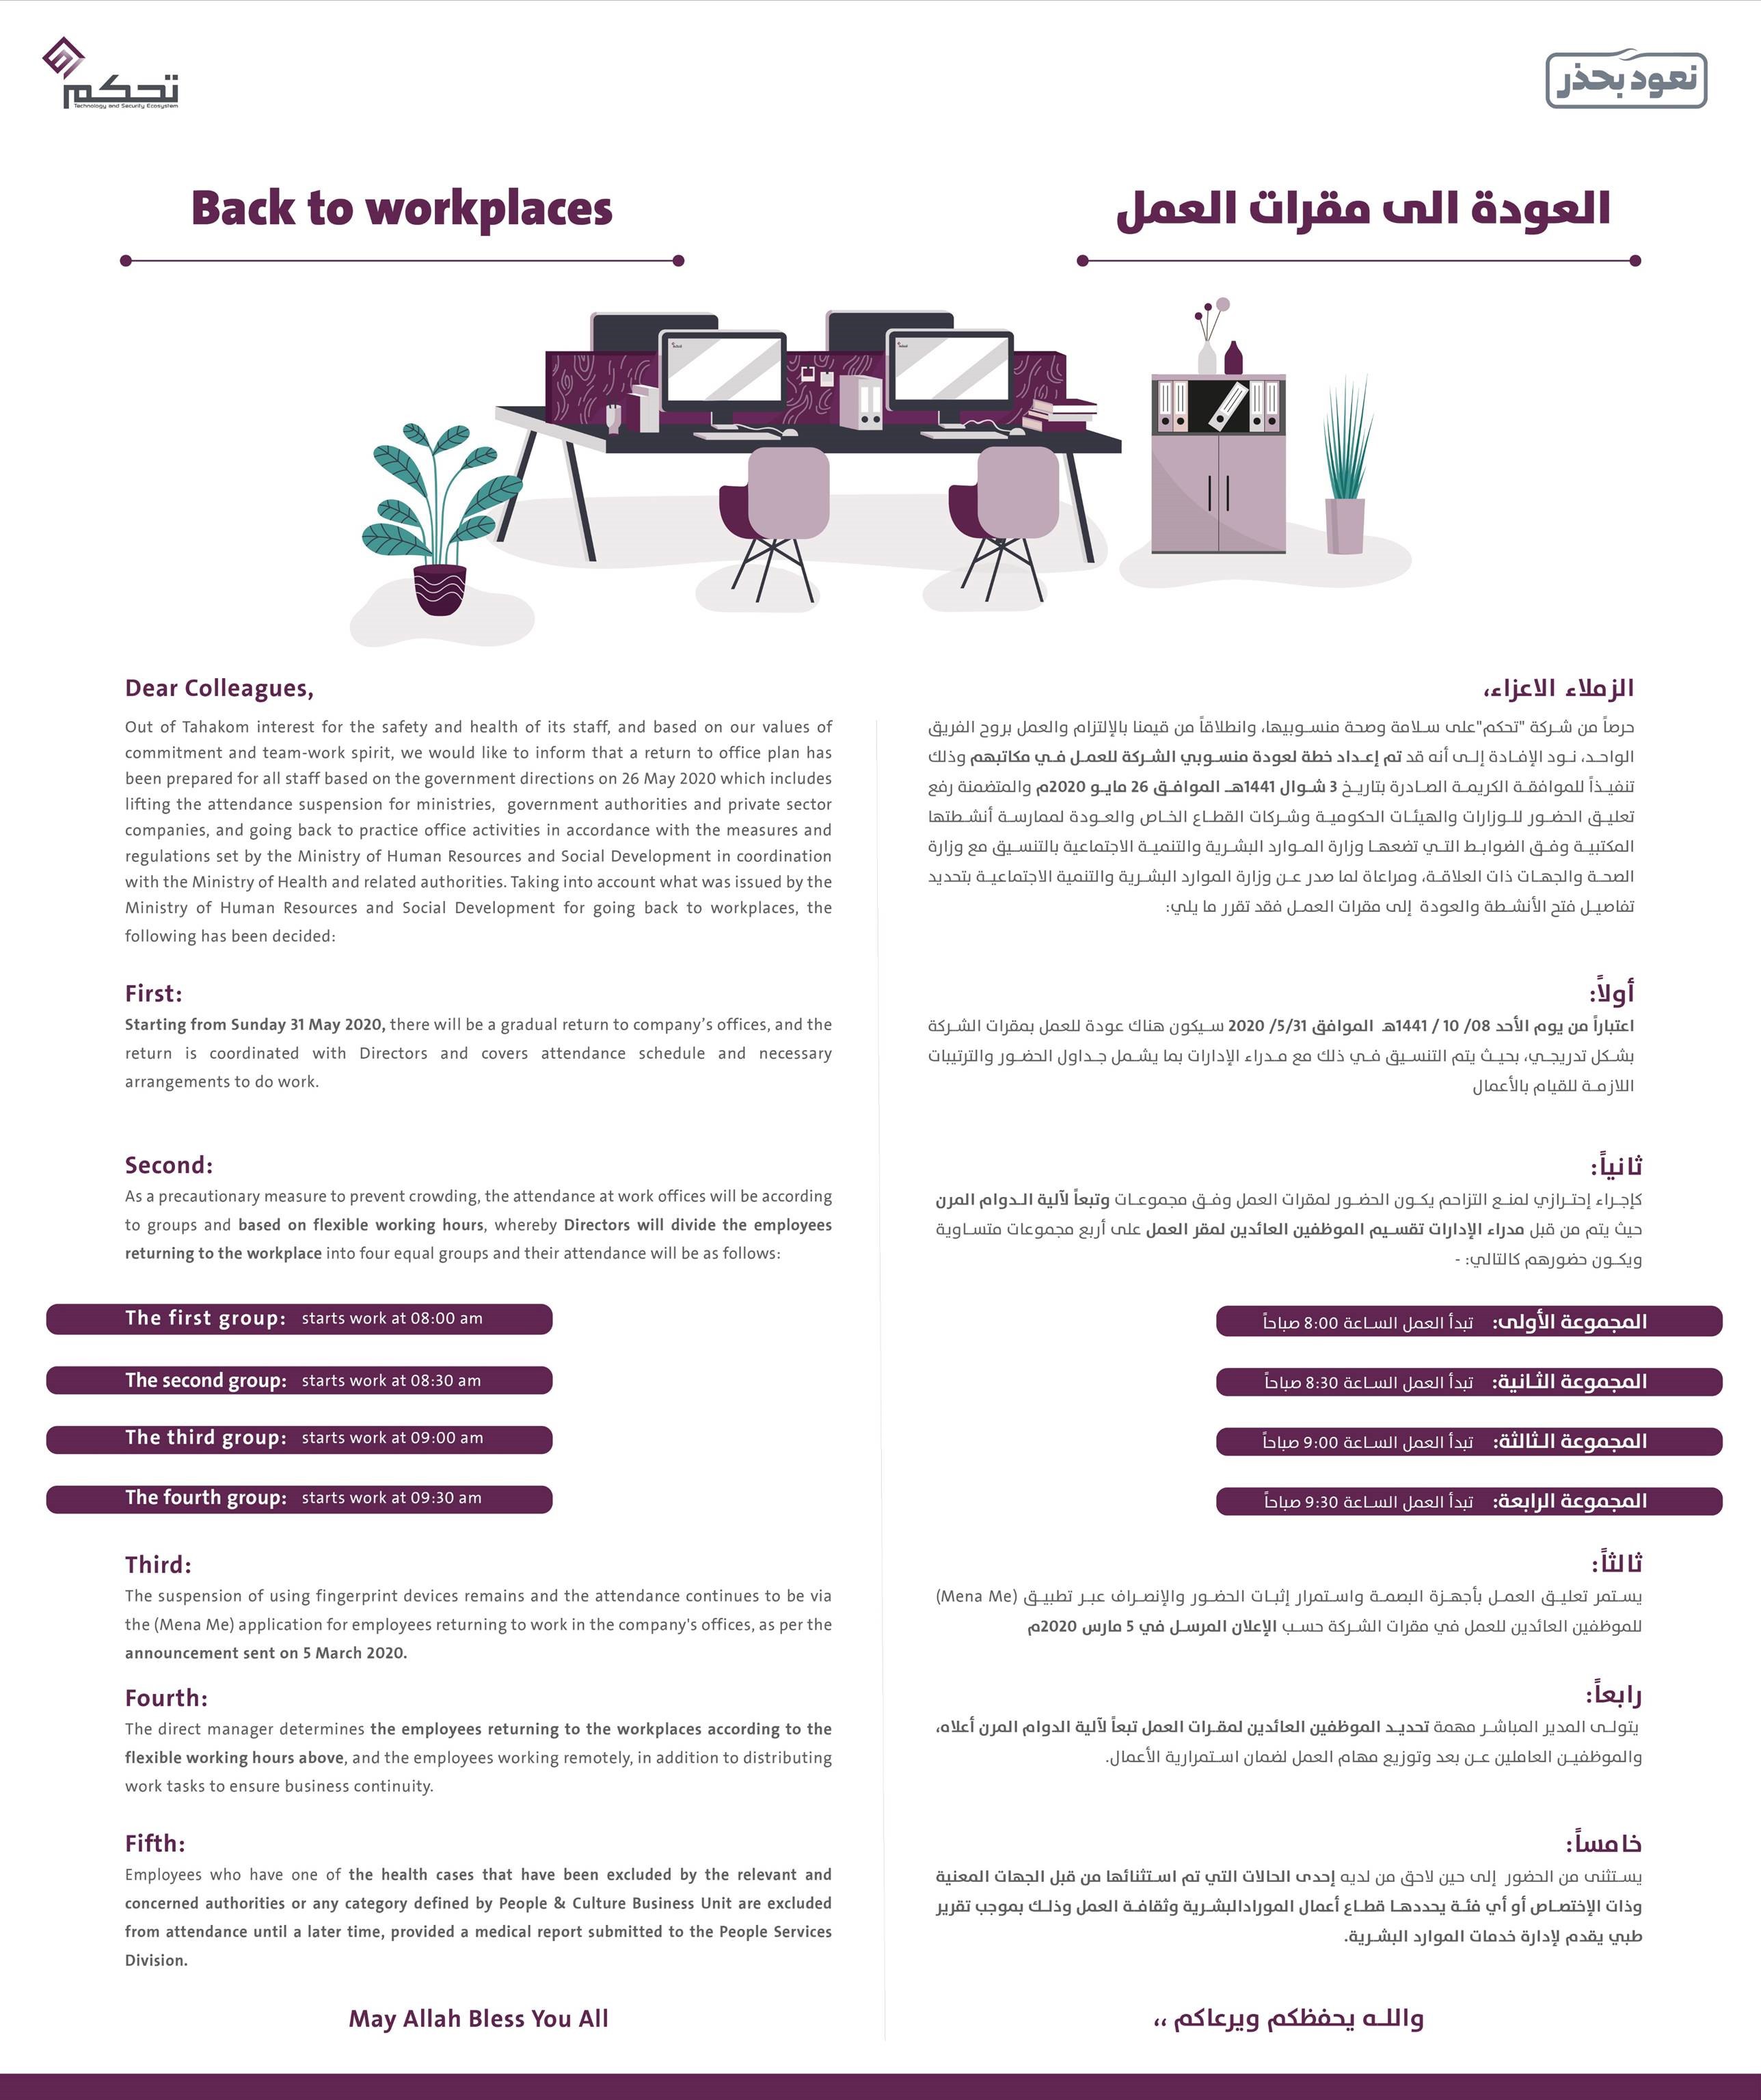 تحكم
Technology and Security Ecosystem
نعود بحذر
Back to workplaces
العودة الى مقرات العمل
Dear Colleagues,
Out of Tahakom interest for the safety and health of its staff, and based on our values of
commitment and team-work spirit, we would like to inform that a return to office plan has
been prepared for all staff based on the government directions on 26 May 2020 which includes
lifting the attendance suspension for ministries, government authorities and private sector
companies, and going back to practice office activities in accordance with the measures and
regulations set by the Ministry of Human Resources and Social Development in coordination
with the Ministry of Health and related authorities. Taking into account what was issued by the
Ministry of Human Resources and Social Development for going back to workplaces, the
following has been decided:
First:
Starting from Sunday 31 May 2020, there will be a gradual return to company's offices, and the
return is coordinated with Directors and covers attendance schedule and necessary
arrangements to do work.
Second:
As a precautionary measure to prevent crowding, the attendance at work offices will be according
to groups and based on flexible working hours, whereby Directors will divide the employees
returning to the workplace into four equal groups and their attendance will be as follows:
The first group: starts work at 08:00 am
The second group: starts work at 08:30 am
The third group: starts work at 09:00 am
The fourth group: starts work at 09:30 am
Third:
The suspension of using fingerprint devices remains and the attendance continues to be via
the (Mena Me) application for employees returning to work in the company's offices, as per the
announcement sent on 5 March 2020.
Fourth:
The direct manager determines the employees returning to the workplaces according to the
flexible working hours above, and the employees working remotely, in addition to distributing
work tasks to ensure business continuity.
Fifth:
Employees who have one of the health cases that have been excluded by the relevant and
concerned authorities or any category defined by People & Culture Business Unit are excluded
from attendance until a later time, provided a medical report submitted to the People Services
Division.
May Allah Bless You All
الزملاء الاعزاء،
حرصاً من شركة "تحكم"على سلامة وصحة منسوبيها، وانطلاقاً من قيمنا بالإلتزام والعمل بروح الفريق
الواحد، نود الإفادة إلى أنه قد تم إعداد خطة لعودة منسوبي الشركة للعمل في مكاتبهم وذلك
تنفيذاً للموافقة الكريمة الصادرة بتاريخ 3 شوال 1441هـ الموافق 26 مايو 2020م والمتضمنة رفع
تعليق الحضور للوزارات والهيئات الحكومية وشركات القطاع الخاص والعودة لممارسة أنشطتها
المكتبية وفق الضوابط التي تضعها وزارة الموارد البشرية والتنمية الاجتماعية بالتنسيق مع وزارة
الصحة والجهات ذات العلاقة، ومراعاة لما صدر عن وزارة الموارد البشرية والتنمية الاجتماعية بتحديد
تفاصيل فتح الأنشطة والعودة إلى مقرات العمل فقد تقرر ما يلي:
أولاً:
اعتباراً من يوم الأحد 08/ 10 / 1441هـ الموافق 5/31/ 2020 سيكون هناك عودة للعمل بمقرات الشركة
بشكل تدريجي، بحيث يتم التنسيق في ذلك مع مدراء الإدارات بما يشمل جداول الحضور والترتيبات
اللازمة للقيام بالأعمال
ثانياً:
كإجراء إحترازي لمنع التزاحم يكون الحضور لمقرات العمل وفق مجموعات وتبعاً لآلية الدوام المرن
حيث يتم من قبل مدراء الإدارات تقسيم الموظفين العائدين لمقر العمل على أربع مجموعات متساوية
ويكون حضورهم كالتالي: -
المجموعة الأولى: تبدأ العمل الساعة 8:00 صباحاً
المجموعة الثانية: تبدأ العمل الساعة 8:30 صباحاً
المجموعة الثالثة: تبدأ العمل الساعة 9:00 صباحاً
المجموعة الرابعة: تبدأ العمل الساعة 9:30 صباحاً
ثالثاً:
يستمر تعليق العمل بأجهزة البصمة واستمرار إثبات الحضور والإنصراف عبر تطبيق (Mena Me)
للموظفين العائدين للعمل في مقرات الشركة حسب الإعلان المرسل في 5 مارس 2020م
رابعاً:
يتولى المدير المباشر مهمة تحديد الموظفين العائدين لمقرات العمل تبعاً لآلية الدوام المرن أعلاه،
والموظفين العاملين عن بعد وتوزيع مهام العمل لضمان استمرارية الأعمال.
خامساً:
يستثنى من الحضور إلى حين لاحق من لديه إحدى الحالات التي تم استثنائها من قبل الجهات المعنية
وذات الإختصاص أو أي فئة يحددها قطاع أعمال المواردالبشرية وثقافة العمل وذلك بموجب تقرير
طبي يقدم لإدارة خدمات الموارد البشرية.
والله يحفظكم ويرعاكم ،،